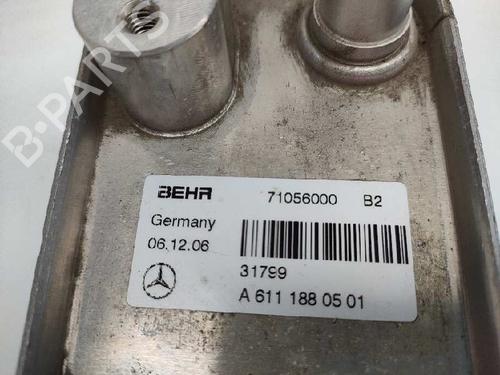 B-PARTS
BEHR 71056000 B2
Germany
06.12.06
31799
A 611 188 05 01